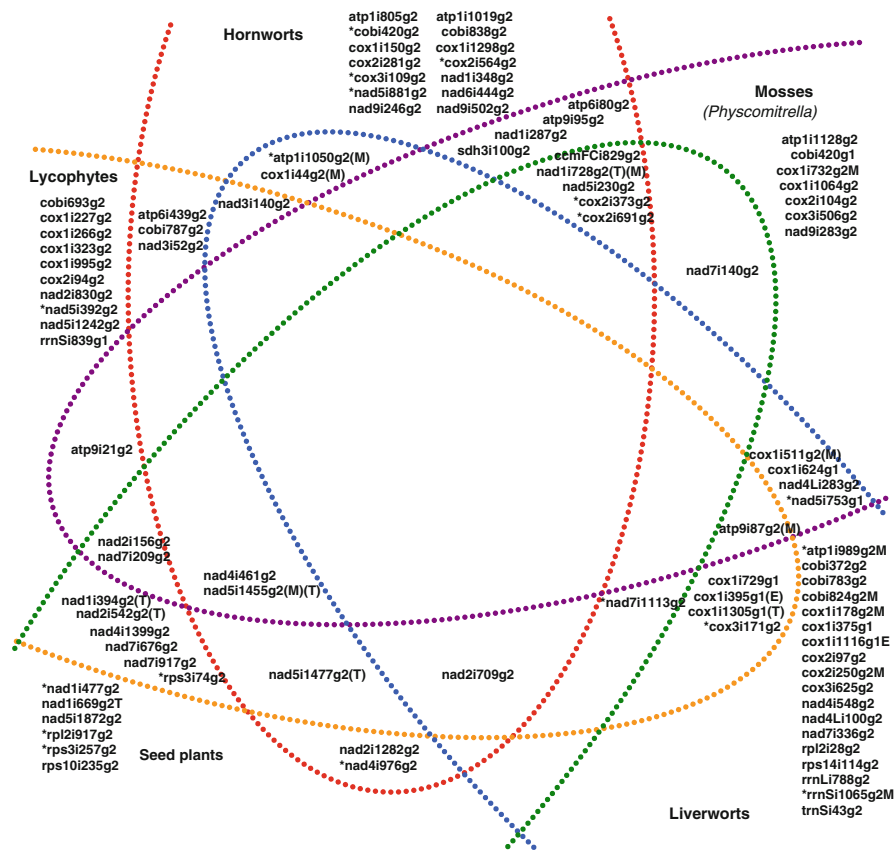 Hornworts
atp1i805g2
*cobi420g2
cox1i150g2
cox2i281g2
*cox3i109g2
*nad5i881g2
nad9i246g2
atp1i1019g2
cobi838g2
cox1i1298g2
*cox2i564g2
nad1i348g2
nad6i444g2
nad9i502g2
atp6i80g2
atp9i95g2
nad1i287g2
sdh3i100g2
Mosses
(Physcomitrella)
atp1i1128g2
cobi420g1
cox1i732g2M
cox1i1064g2
cox2i104g2
cox3i506g2
nad9i283g2
*atp1i1050g2(M)
cox1i44g2(M)
nad3i140g2
ccmFCi829g2
nad1i728g2(T)(M)
nad5i230g2
*cox2i373g2
*cox2i691g2
Lycophytes
cobi693g2
cox1i227g2
cox1i266g2
cox1i323g2
cox1i995g2
cox2i94g2
nad2i830g2
*nad5i392g2
nad5i1242g2
rrnSi839g1
atp6i439g2
cobi787g2
nad3i52g2
nad7i140g2
atp9i21g2
cox1i511g2(M)
cox1i624g1
nad4Li283g2
*nad5i753g1
atp9i87g2(M)
nad2i156g2
nad7i209g2
nad4i461g2
nad5i1455g2(M)(T)
*nad7i1113g2
cox1i729g1
cox1i395g1(E)
cox1i1305g1(T)
*cox3i171g2
nad1i394g2(T)
nad2i542g2(T)
nad4i1399g2
nad7i676g2
nad7i917g2
*rps3i74g2
nad5i1477g2(T)
nad2i709g2
*nad1i477g2
nad1i669g2T
nad5i1872g2
*rpl2i917g2
*rps3i257g2
rps10i235g2
Seed plants
nad2i1282g2
*nad4i976g2
*atp1i989g2M
cobi372g2
cobi783g2
cobi824g2M
cox1i178g2M
cox1i375g1
cox1i1116g1E
cox2i97g2
cox2i250g2M
cox3i625g2
nad4i548g2
nad4Li100g2
nad7i336g2
rpl2i28g2
rps14i114g2
rrnLi788g2
*rrnSi1065g2M
trnSi43g2
Liverworts